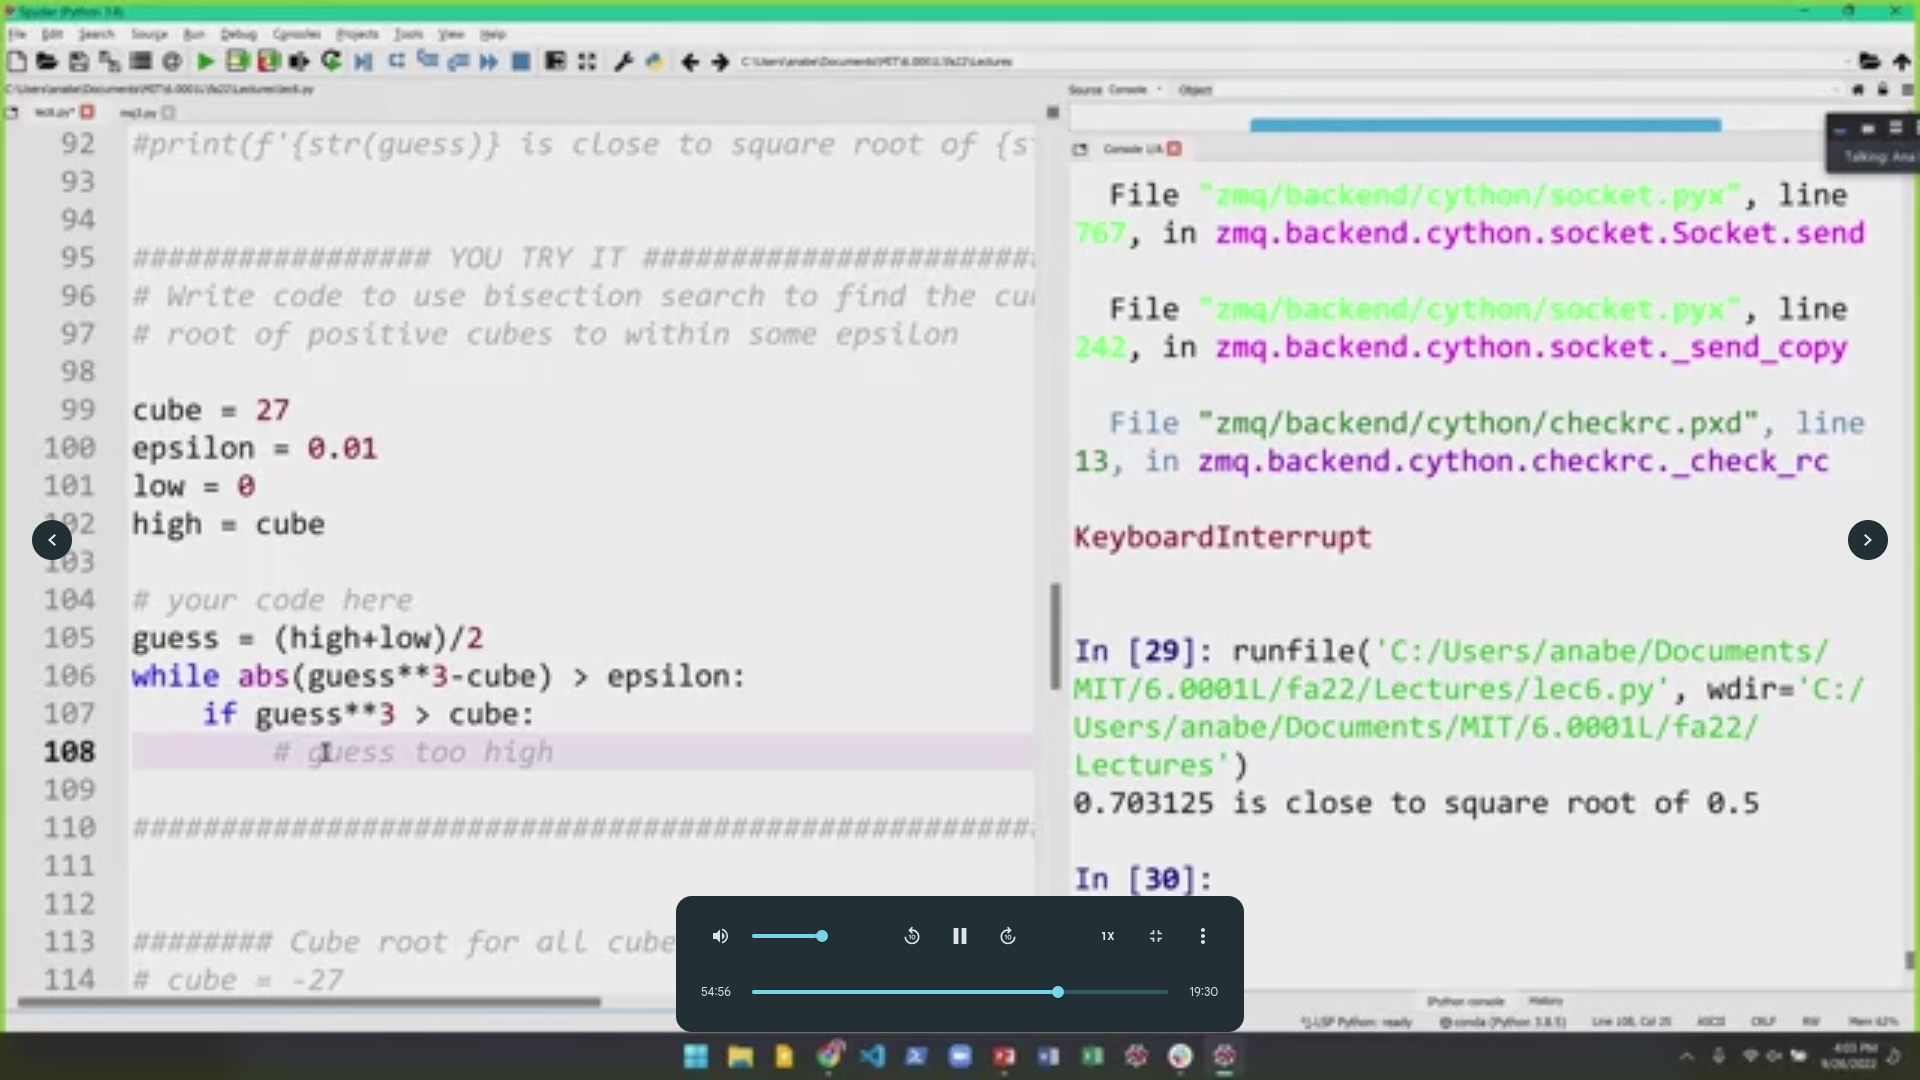 Spyder (Python 3.8)
File Edit Search Source Run Debug Consoles Projects Tools View Help
C:\Users\anabe\Documents\MIT\6.0001L\fa22\Lectures
C:\Users\anabe\Documents\MIT\6.0001L\fa22\Lectures\lec6.py
lec6.py*
mq3.py
92 #print(f'{str(guess)} is close to square root of {s
93
94
95 ################# YOU TRY IT #######################
96 # Write code to use bisection search to find the cu
97 # root of positive cubes to within some epsilon
98
99 cube = 27
100 epsilon = 0.01
101 low = 0
102 high = cube
103
104 # your code here
105 guess = (high+low)/2
106 while abs(guess**3-cube) > epsilon:
107 if guess**3 > cube:
108 # guess too high
109
110 ####################################################
111
112
113 ######## Cube root for all cube
114 # cube = -27
Source Console Object
Console 1/A
Talking: Ana
File "zmq/backend/cython/socket.pyx", line
767, in zmq.backend.cython.socket.Socket.send
File "zmq/backend/cython/socket.pyx", line
242, in zmq.backend.cython.socket._send_copy
File "zmq/backend/cython/checkrc.pxd", line
13, in zmq.backend.cython.checkrc._check_rc
KeyboardInterrupt
In [29]: runfile('C:/Users/anabe/Documents/
MIT/6.0001L/fa22/Lectures/lec6.py', wdir='C:/
Users/anabe/Documents/MIT/6.0001L/fa22/
Lectures')
0.703125 is close to square root of 0.5
In [30]:
10
10
1X
54:56
19:30
IPython console History
LSP Python: ready conda (Python 3.8.5) Line 108, Col 25 ASCII CRLF RW Mem 62%
4:03 PM
9/26/2022